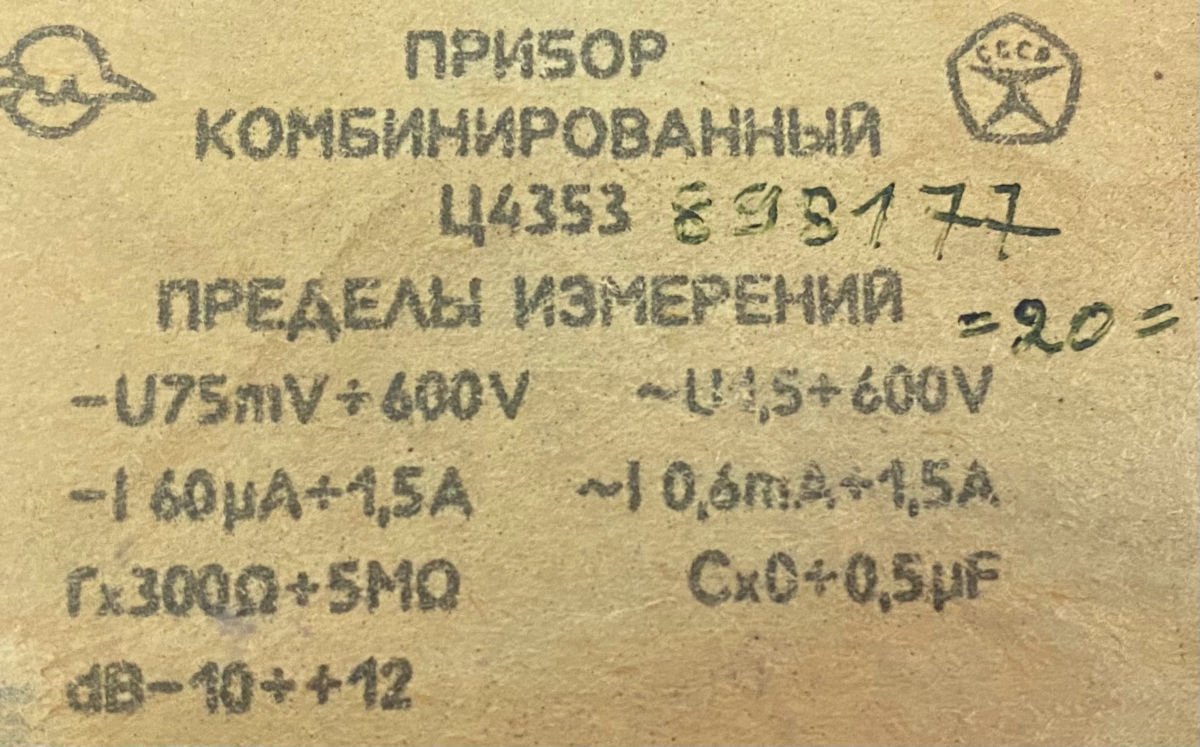 ПРИБОР
КОМБИНИРОВАННЫЙ
Ц4353 898177
ПРЕДЕЛЫ ИЗМЕРЕНИЙ
=20=
-U75mV÷600V ~U1,5÷600V
-I 60µA÷1,5A ~I 0,6mA÷1,5A
rx300Ω÷5MΩ Cx0÷0,5µF
dB-10÷+12